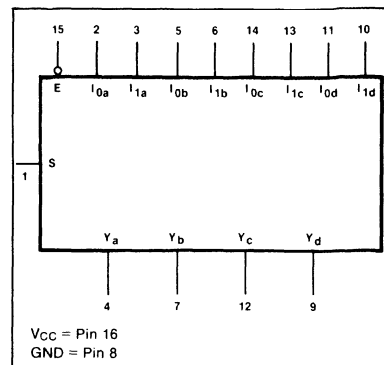 15 2 3 5 6 14 13 11 10
E I0a I1a I0b I1b I0c I1c I0d I1d
1 S
Ya Yb Yc Yd
4 7 12 9
VCC = Pin 16
GND = Pin 8